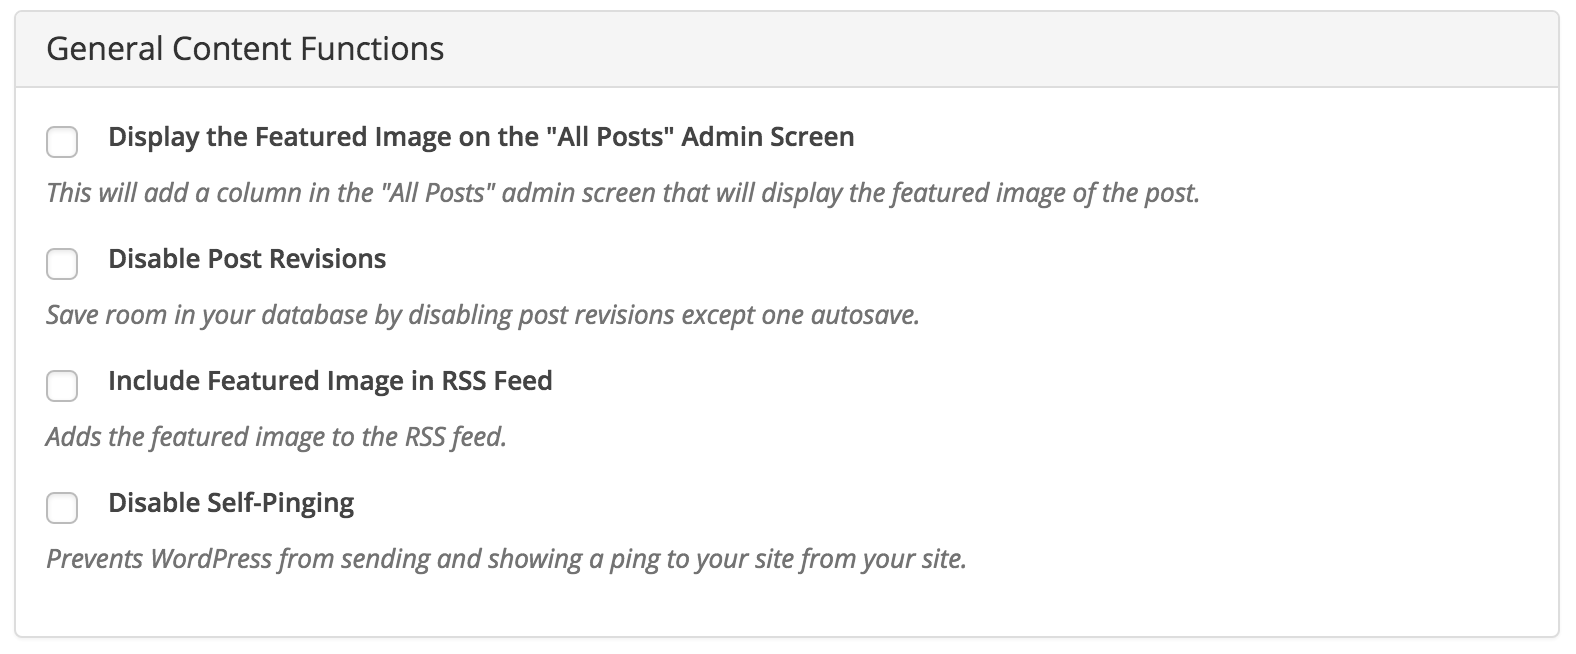 General Content Functions
Display the Featured Image on the "All Posts" Admin Screen
This will add a column in the "All Posts" admin screen that will display the featured image of the post.
Disable Post Revisions
Save room in your database by disabling post revisions except one autosave.
Include Featured Image in RSS Feed
Adds the featured image to the RSS feed.
Disable Self-Pinging
Prevents WordPress from sending and showing a ping to your site from your site.